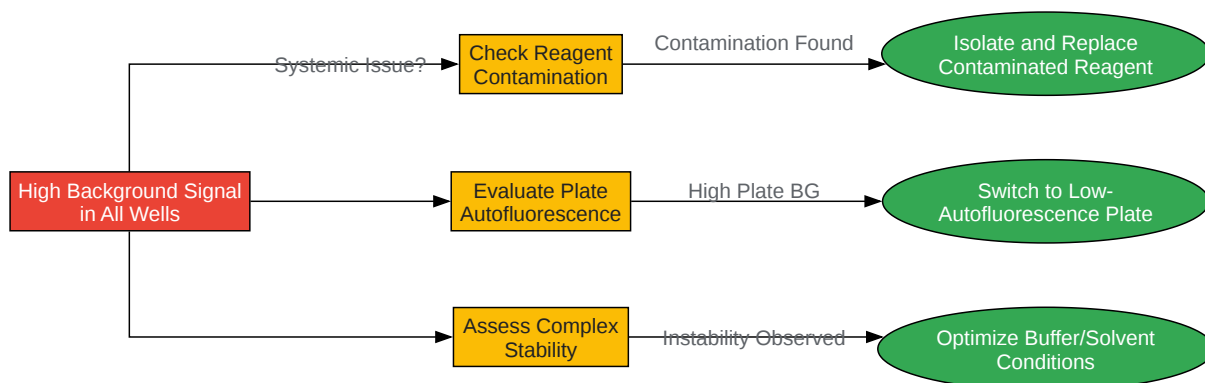 Systemic Issue?
Check Reagent
Contamination
Contamination Found
Isolate and Replace
Contaminated Reagent
High Background Signal
in All Wells
Evaluate Plate
Autofluorescence
High Plate BG
Switch to Low-
Autofluorescence Plate
Assess Complex
Stability
Instability Observed
Optimize Buffer/Solvent
Conditions